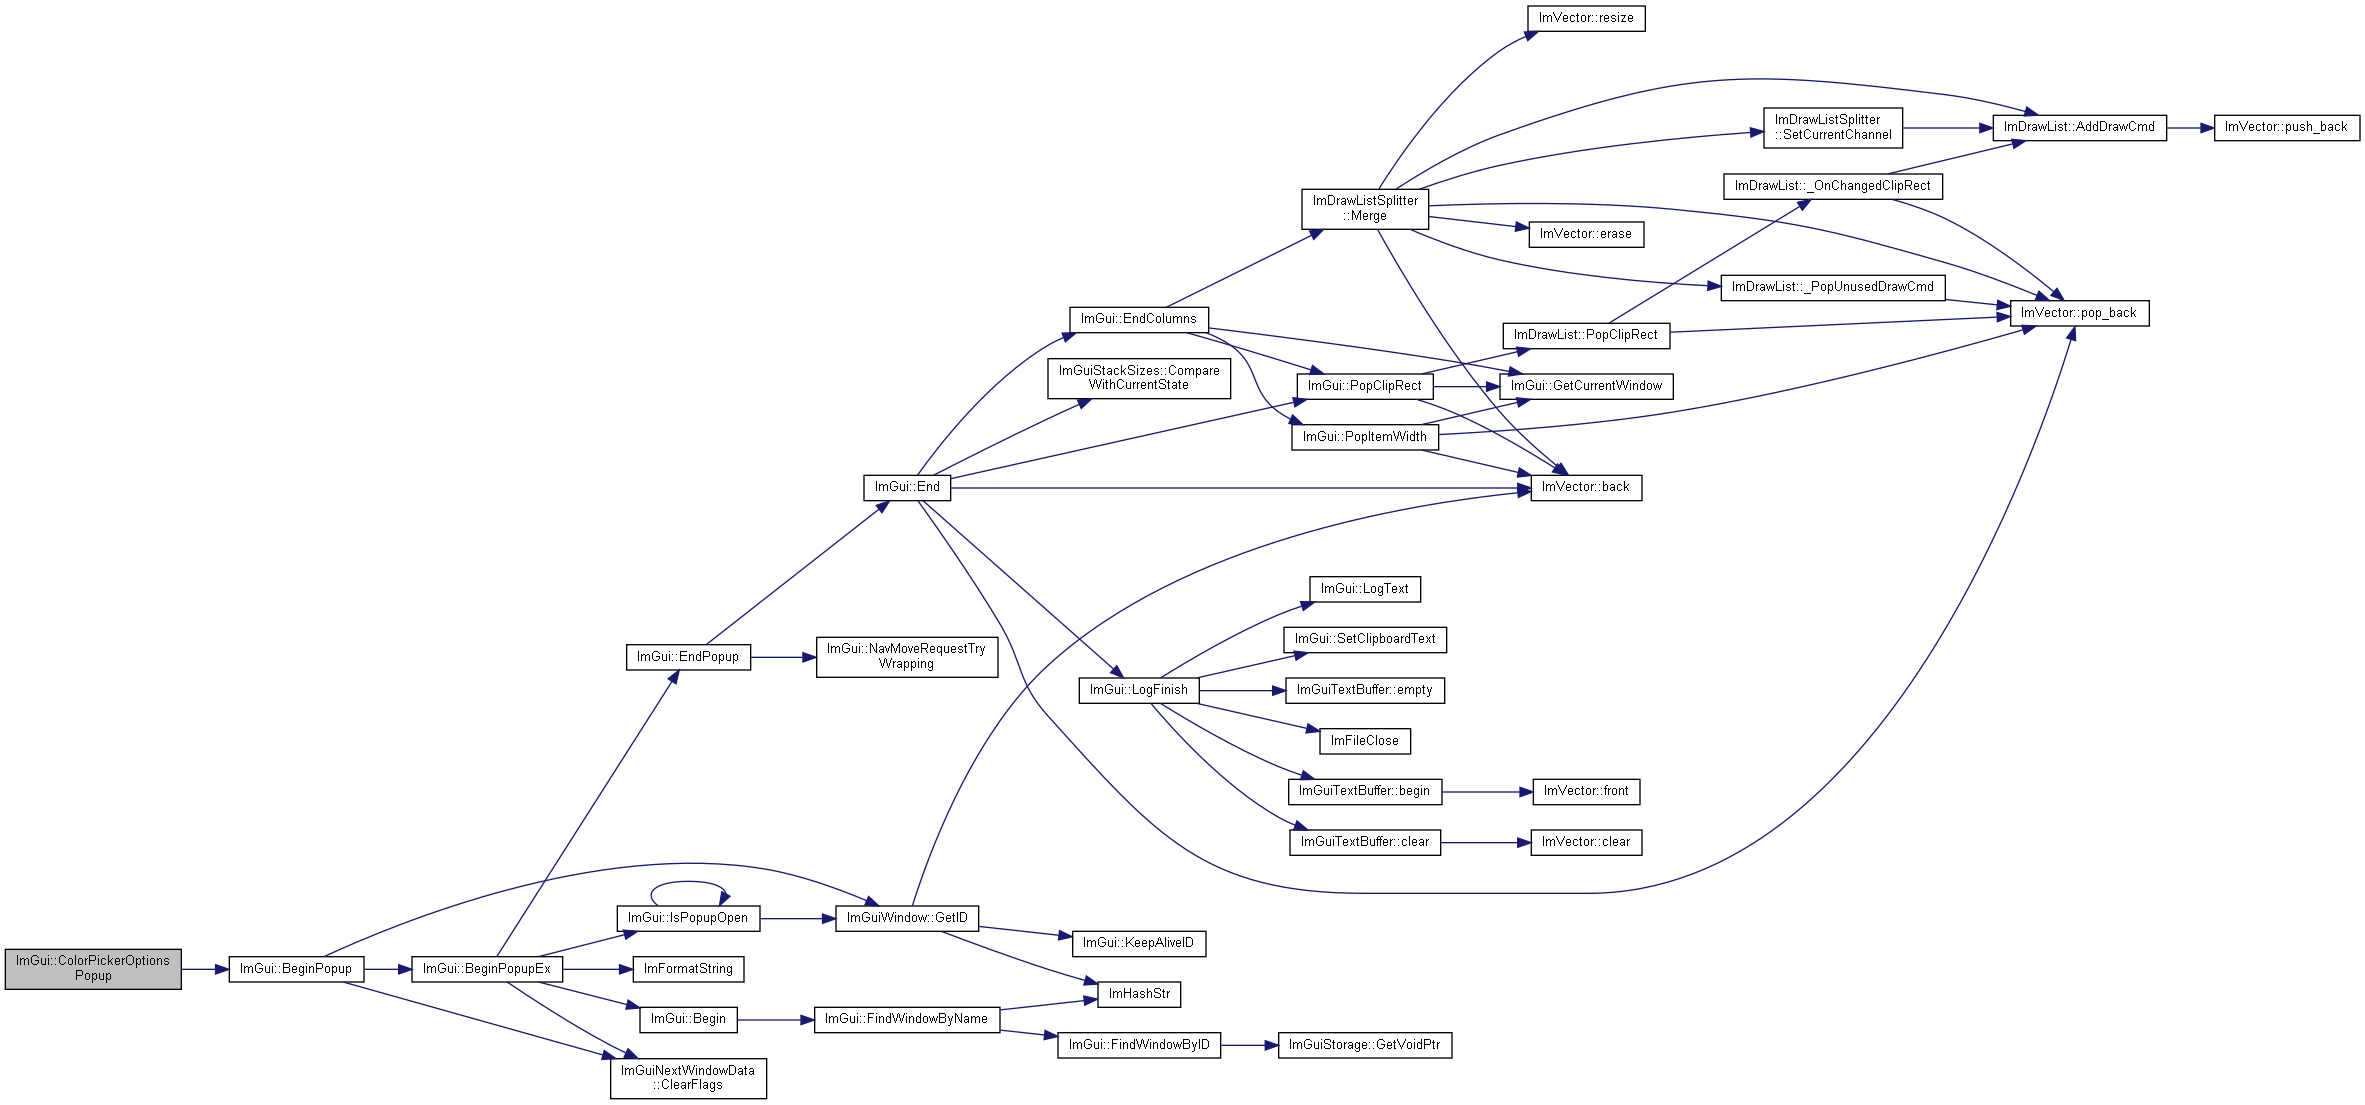 ImVector::resize
ImDrawListSplitter
::SetCurrentChannel
ImDrawList::AddDrawCmd
ImVector::push_back
ImDrawList::_OnChangedClipRect
ImDrawListSplitter
::Merge
ImVector::erase
ImDrawList::_PopUnusedDrawCmd
ImVector::pop_back
ImGui::EndColumns
ImDrawList::PopClipRect
ImGuiStackSizes::Compare
WithCurrentState
ImGui::PopClipRect
ImGui::GetCurrentWindow
ImGui::PopItemWidth
ImGui::End
ImVector::back
ImGui::LogText
ImGui::SetClipboardText
ImGui::EndPopup
ImGui::NavMoveRequestTry
Wrapping
ImGui::LogFinish
ImGuiTextBuffer::empty
ImFileClose
ImGuiTextBuffer::begin
ImVector::front
ImGuiTextBuffer::clear
ImVector::clear
ImGui::IsPopupOpen
ImGuiWindow::GetID
ImGui::KeepAliveID
ImGui::ColorPickerOptions
Popup
ImGui::BeginPopup
ImGui::BeginPopupEx
ImFormatString
ImHashStr
ImGui::Begin
ImGui::FindWindowByName
ImGui::FindWindowByID
ImGuiStorage::GetVoidPtr
ImGuiNextWindowData
::ClearFlags